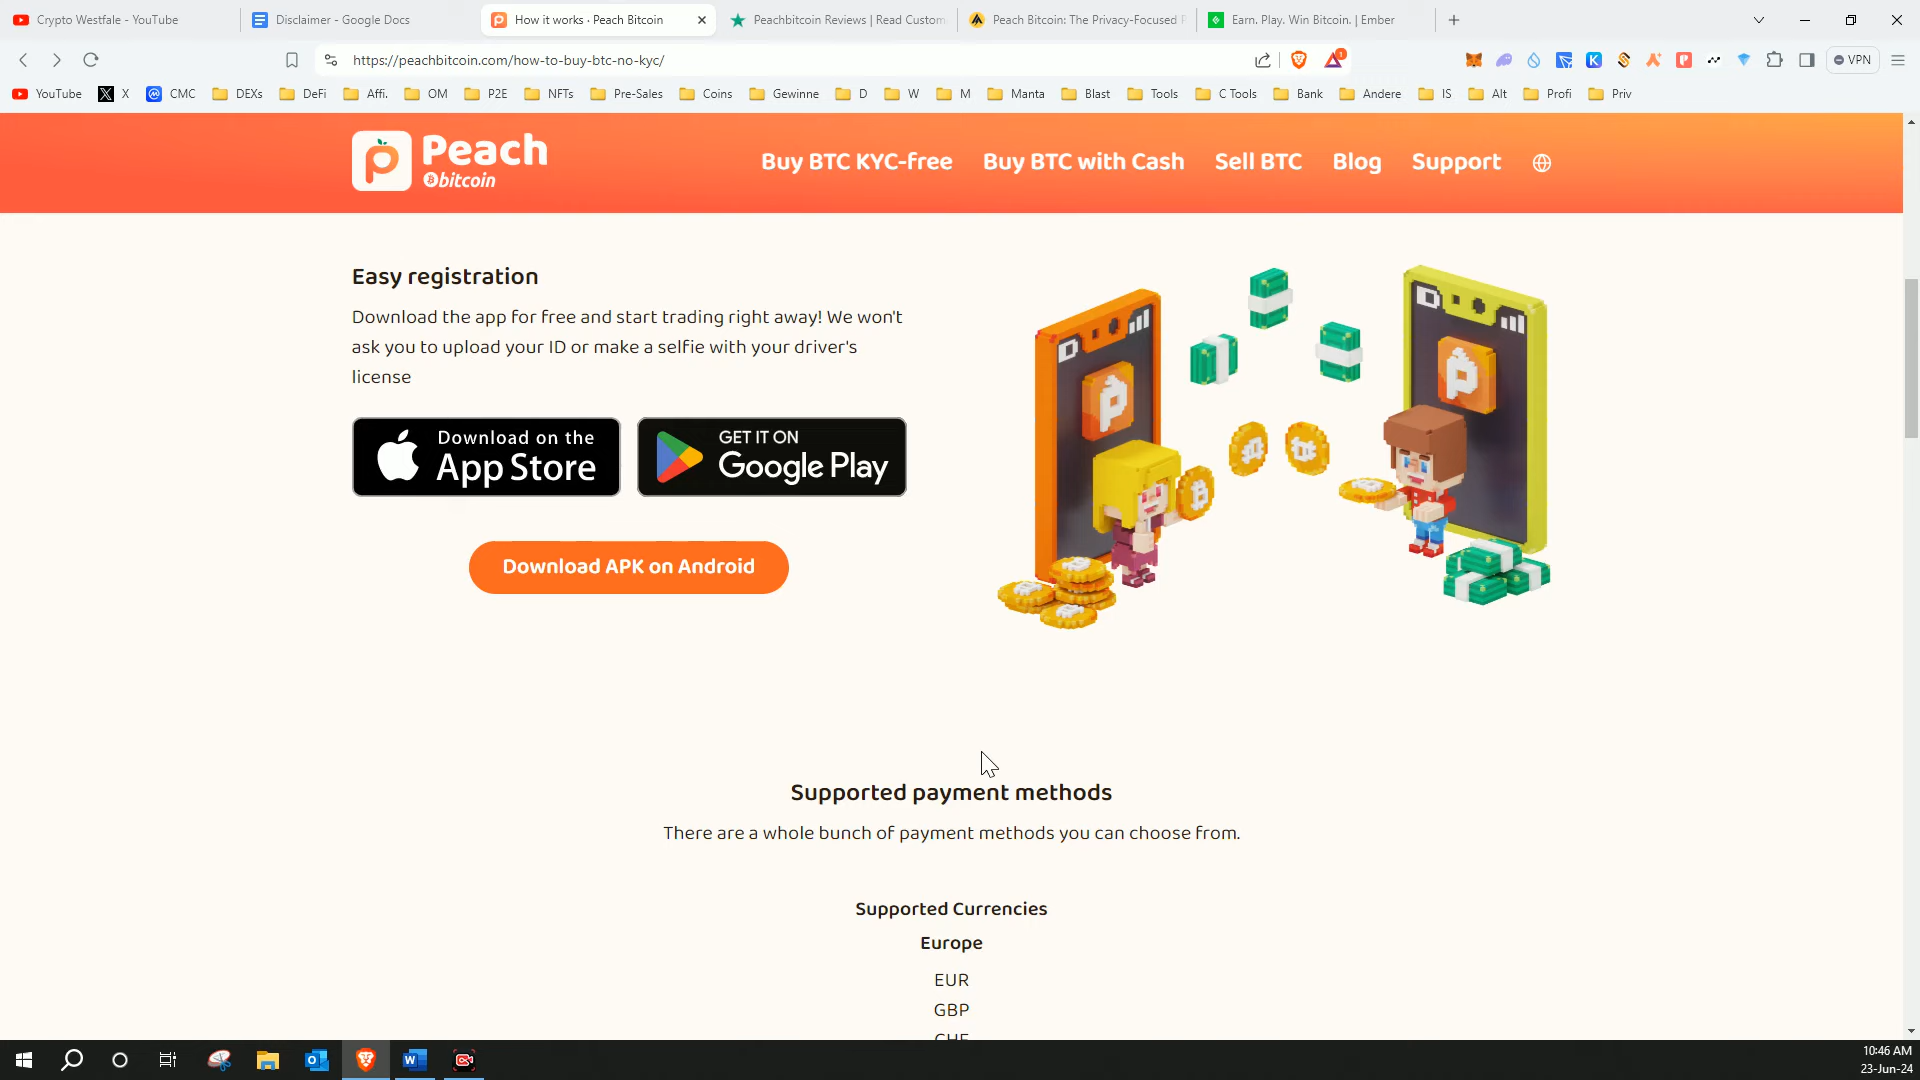 Crypto Westfale - YouTube
Disclaimer - Google Docs
How it works · Peach Bitcoin
Peachbitcoin Reviews | Read Custom
Peach Bitcoin: The Privacy-Focused P
Earn. Play. Win Bitcoin. | Ember
https://peachbitcoin.com/how-to-buy-btc-no-kyc/
1
VPN
YouTube
X
CMC
DEXs
DeFi
Affi.
OM
P2E
NFTs
Pre-Sales
Coins
Gewinne
D
W
M
Manta
Blast
Tools
C Tools
Bank
Andere
IS
Alt
Profi
Priv
Peach
bitcoin
Buy BTC KYC-free
Buy BTC with Cash
Sell BTC
Blog
Support
Easy registration
Download the app for free and start trading right away! We won't
ask you to upload your ID or make a selfie with your driver's
license
Download on the
App Store
GET IT ON
Google Play
Download APK on Android
Supported payment methods
There are a whole bunch of payment methods you can choose from.
Supported Currencies
Europe
EUR
GBP
CHF
10:46 AM
23-Jun-24